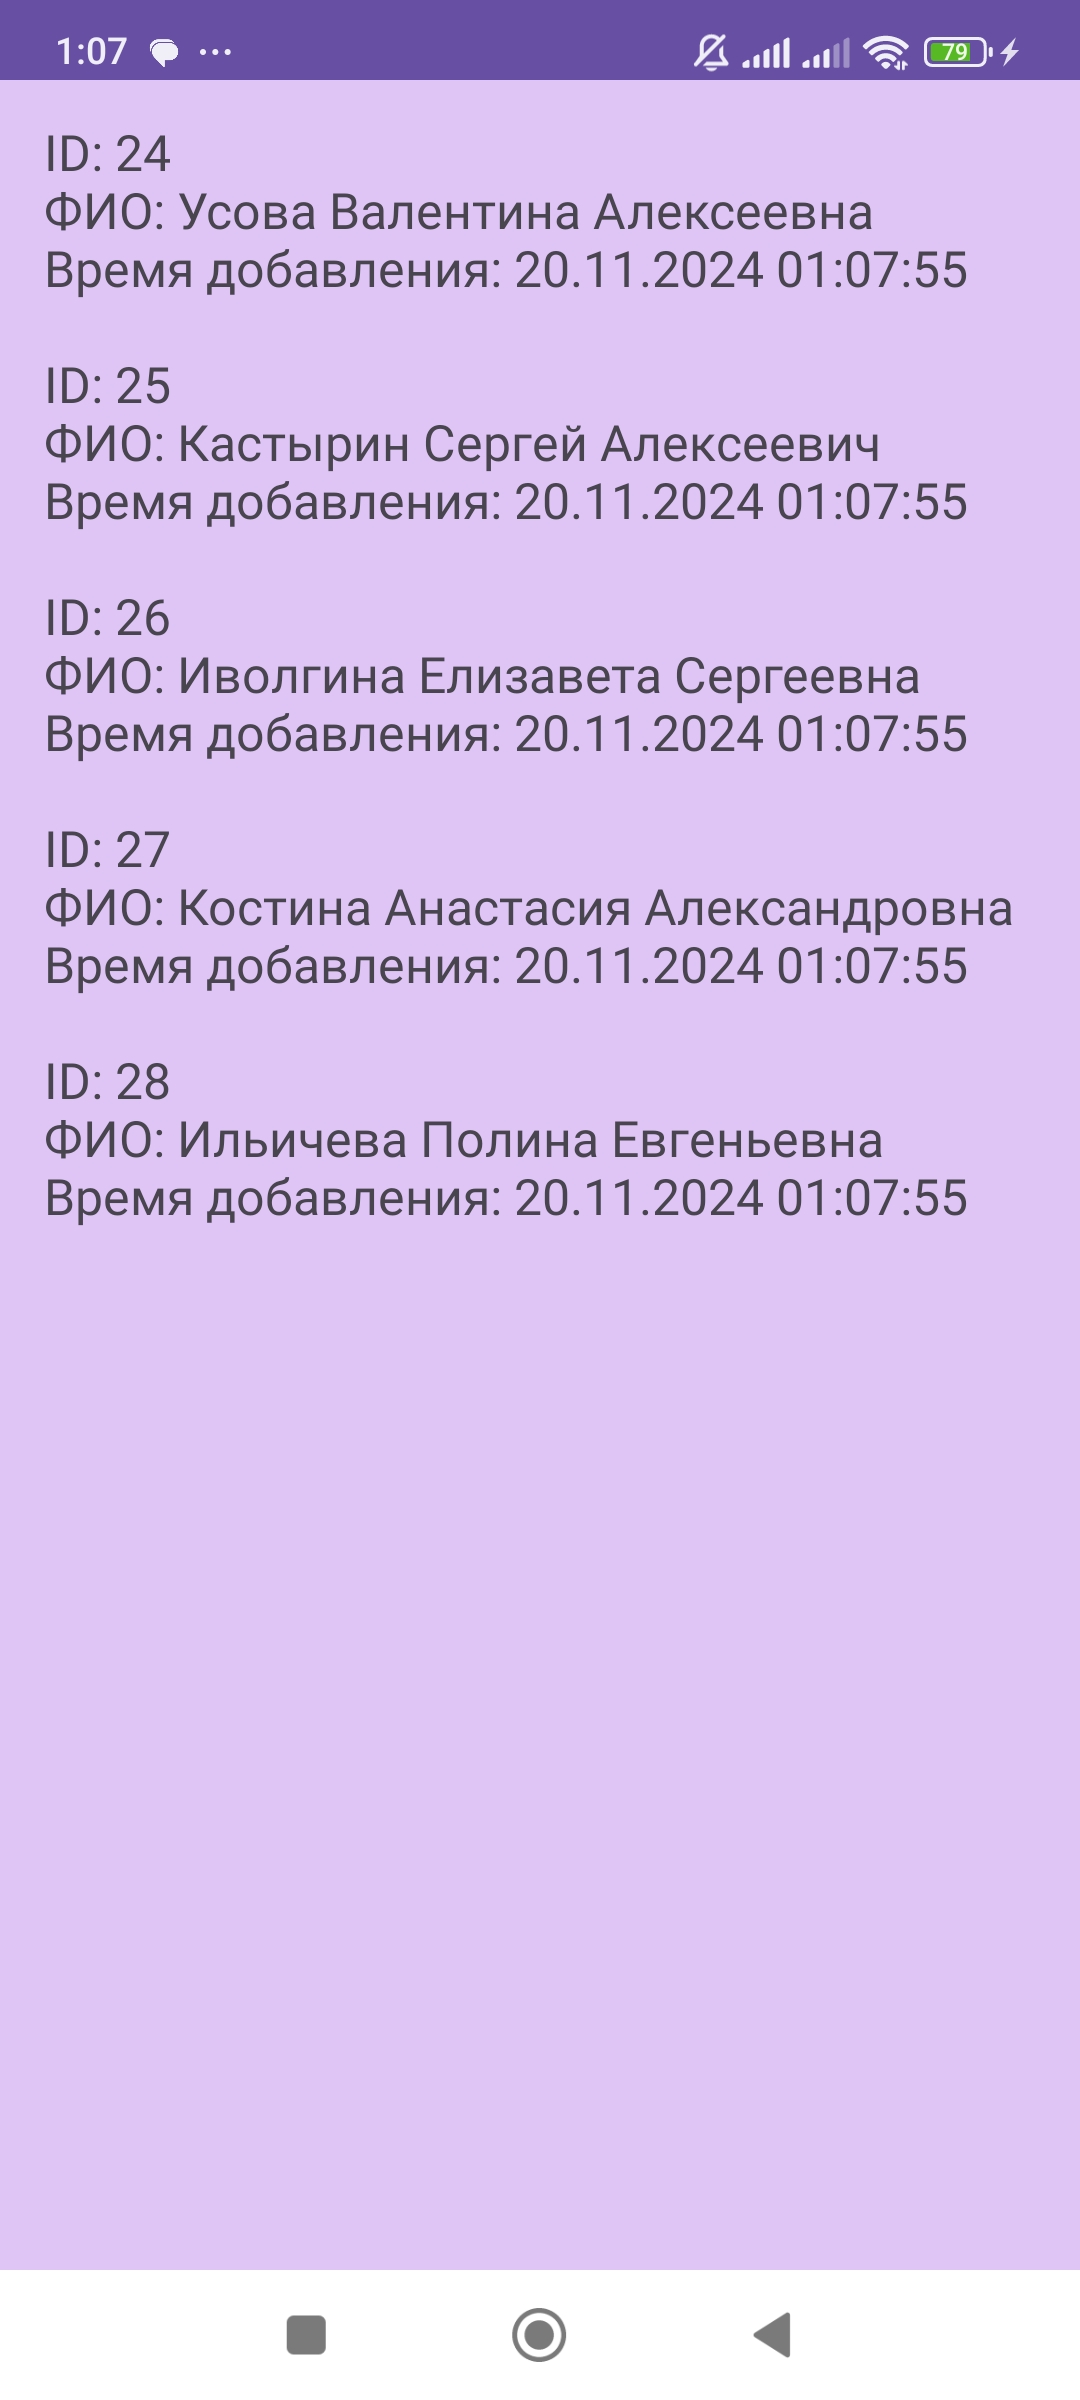 1:07
79
ID: 24
ФИО: Усова Валентина Алексеевна
Время добавления: 20.11.2024 01:07:55
ID: 25
ФИО: Кастырин Сергей Алексеевич
Время добавления: 20.11.2024 01:07:55
ID: 26
ФИО: Иволгина Елизавета Сергеевна
Время добавления: 20.11.2024 01:07:55
ID: 27
ФИО: Костина Анастасия Александровна
Время добавления: 20.11.2024 01:07:55
ID: 28
ФИО: Ильичева Полина Евгеньевна
Время добавления: 20.11.2024 01:07:55